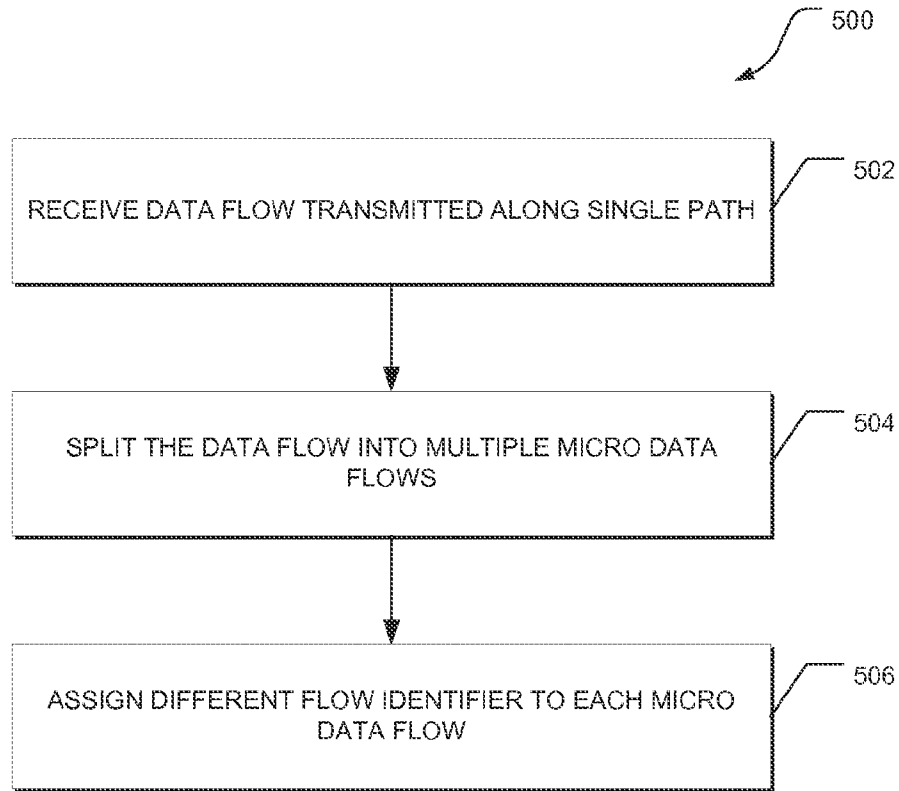 500
RECEIVE DATA FLOW TRANSMITTED ALONG SINGLE PATH
502
SPLIT THE DATA FLOW INTO MULTIPLE MICRO DATA
FLOWS
504
ASSIGN DIFFERENT FLOW IDENTIFIER TO EACH MICRO
DATA FLOW
506